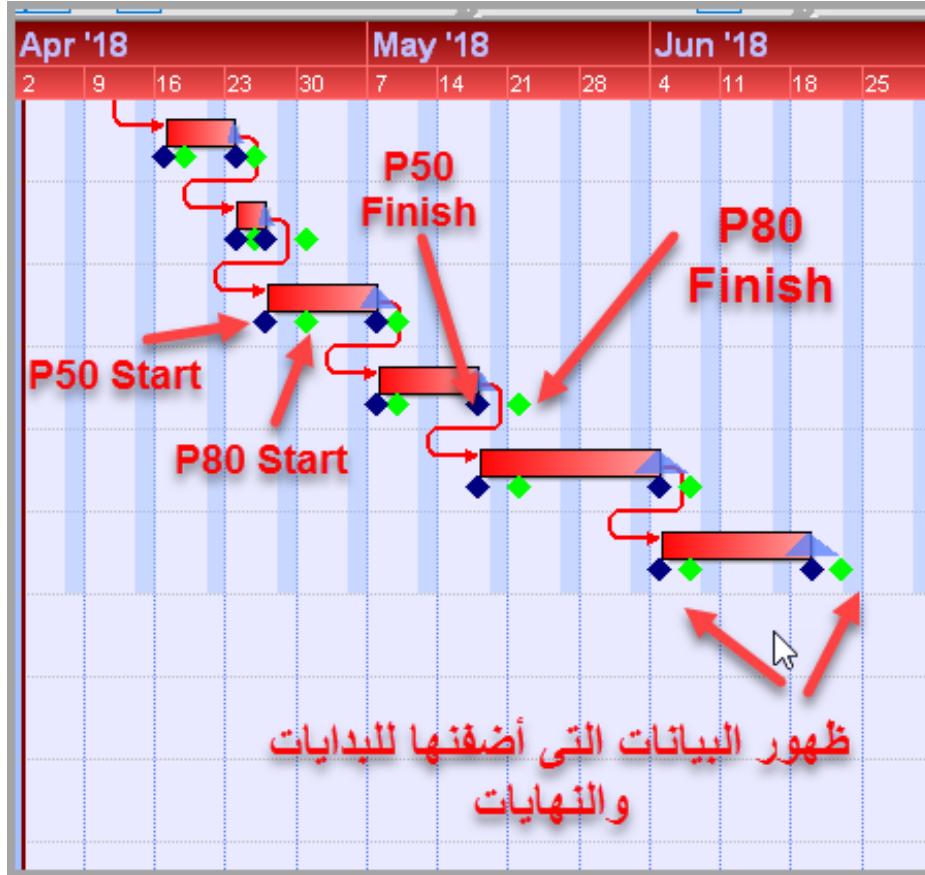 Apr '18 May '18 Jun '18
2 9 16 23 30 7 14 21 28 4 11 18 25
P50
Finish
P80
Finish
P50 Start
P80 Start
ظهور البيانات التى أضفنها للبدايات
والنهايات